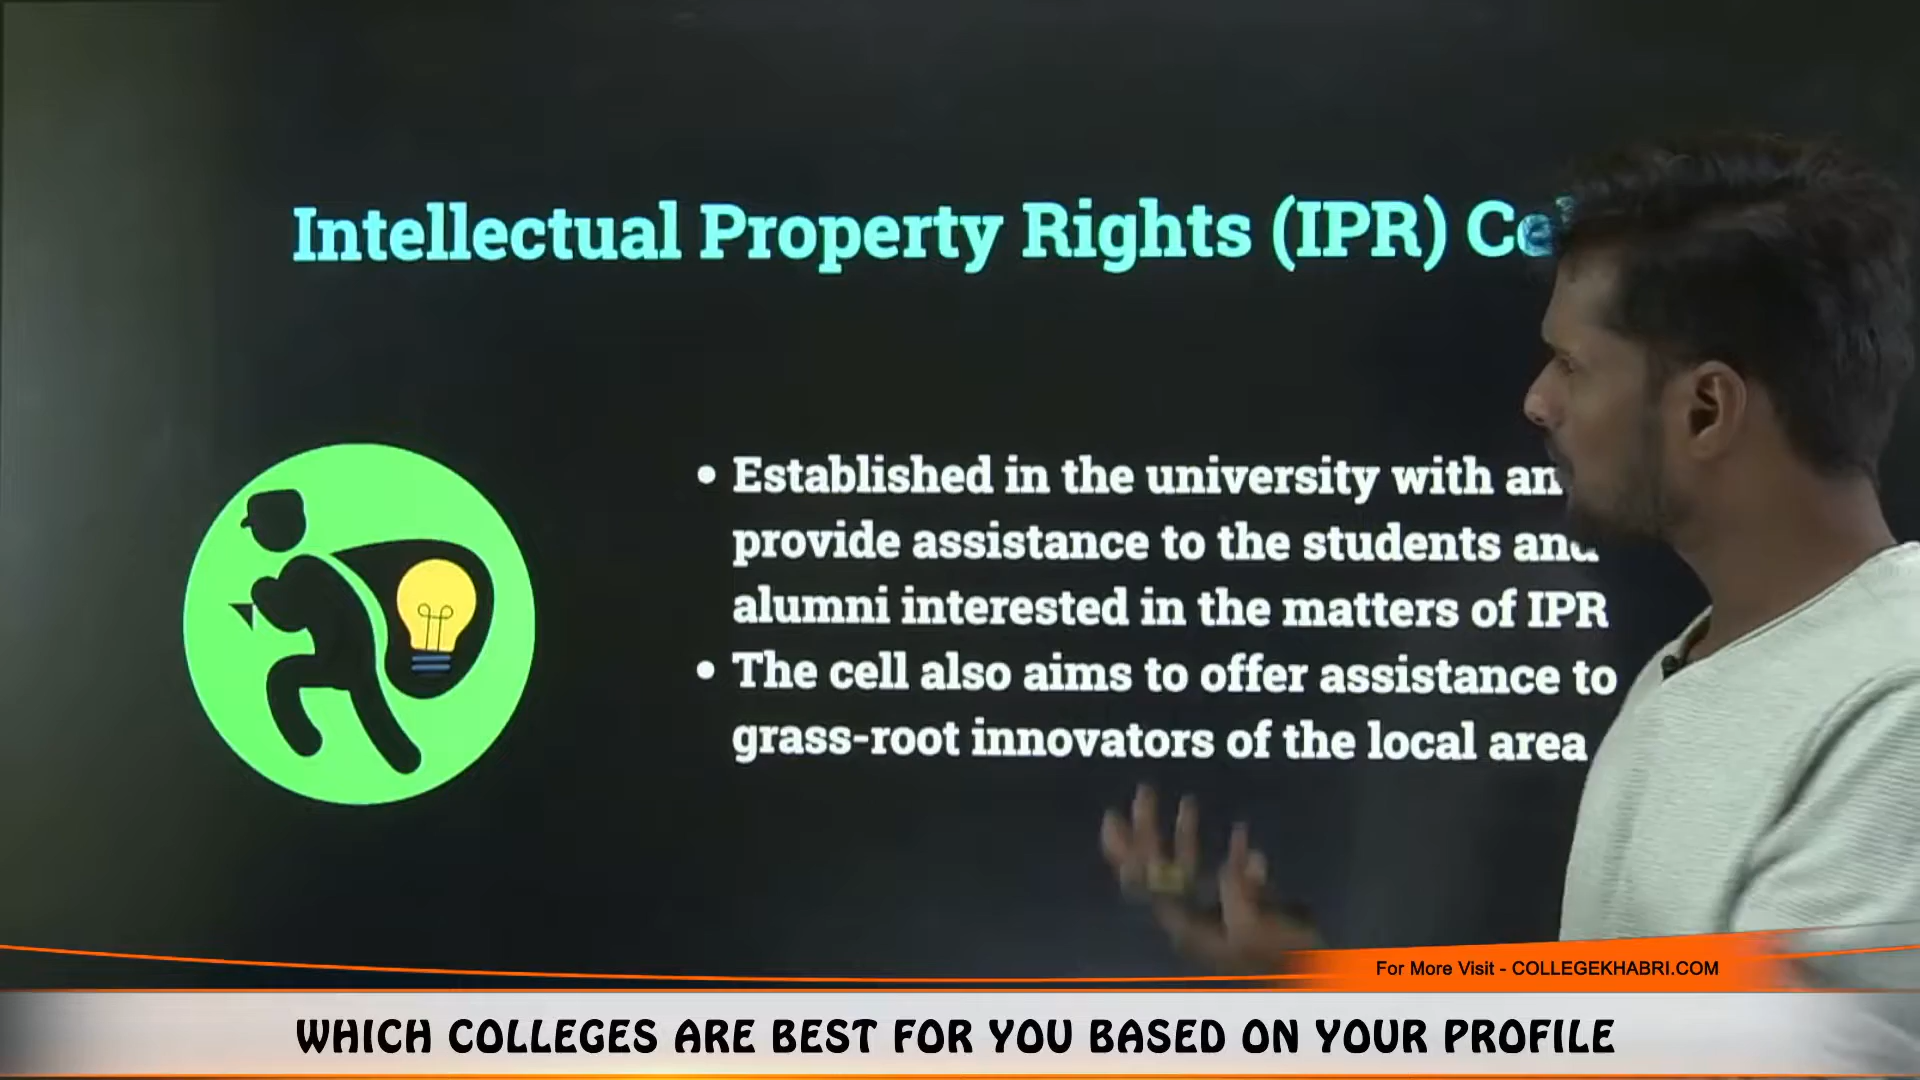 Intellectual Property Rights (IPR)
• Established in the university with an
provide assistance to the students and
alumni interested in the matters of IPR
• The cell also aims to offer assistance to
grass-root innovators of the local area
For More Visit - COLLEGEKHABRI.COM
WHICH COLLEGES ARE BEST FOR YOU BASED ON YOUR PROFILE